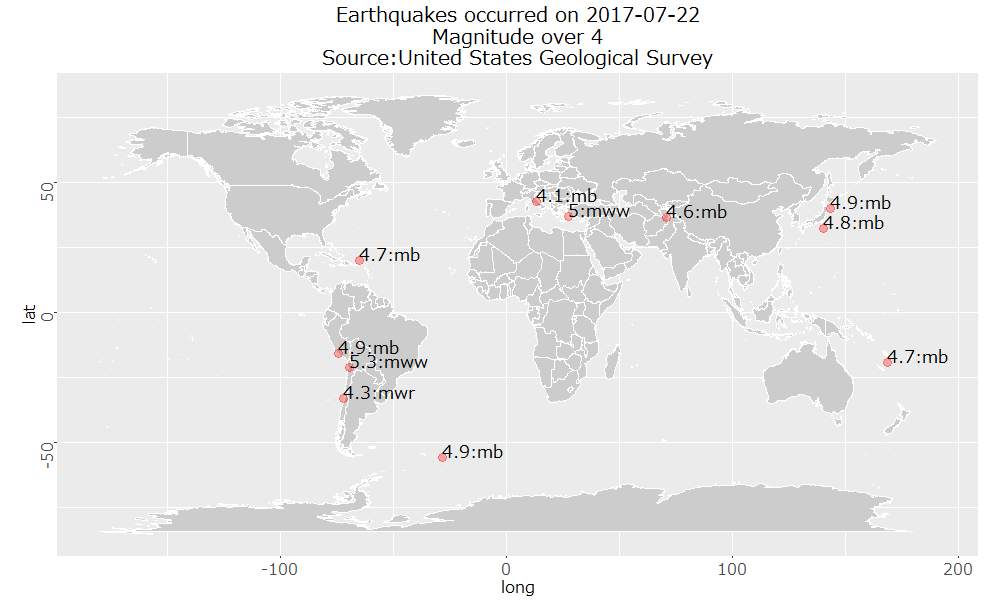 Earthquakes occurred on 2017-07-22
Magnitude over 4
Source:United States Geological Survey
50
4.1:mb
5:mww
4.6:mb
4.9:mb
4.8:mb
4.7:mb
lat
0
4.9:mb
5.3:mww
4.7:mb
4.3:mwr
-50
4.9:mb
-100
0
100
200
long